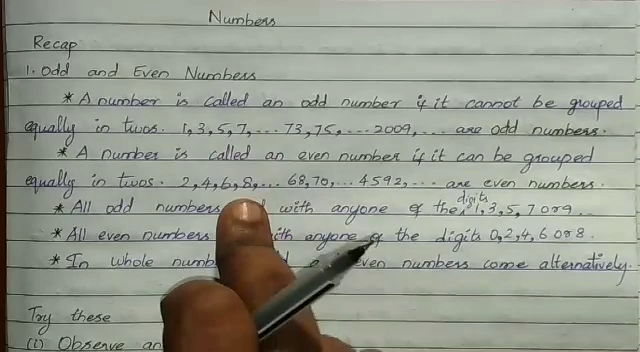 Numbers
Recap
1. Odd and Even Numbers
* A number is called an odd number if it cannot be grouped
equally in twos. 1, 3, 5, 7, ... 73, 75, ... 2009, ... are odd numbers.
* A number is called an even number if it can be grouped
equally in twos. 2, 4, 6, 8, ... 68, 70, ... 4592, ... are even numbers.
* All odd numbers with anyone of the digits 1, 3, 5, 7 or 9.
* All even numbers with anyone of the digits 0, 2, 4, 6 or 8.
* In whole even numbers come alternatively.
Try these
(i) Observe